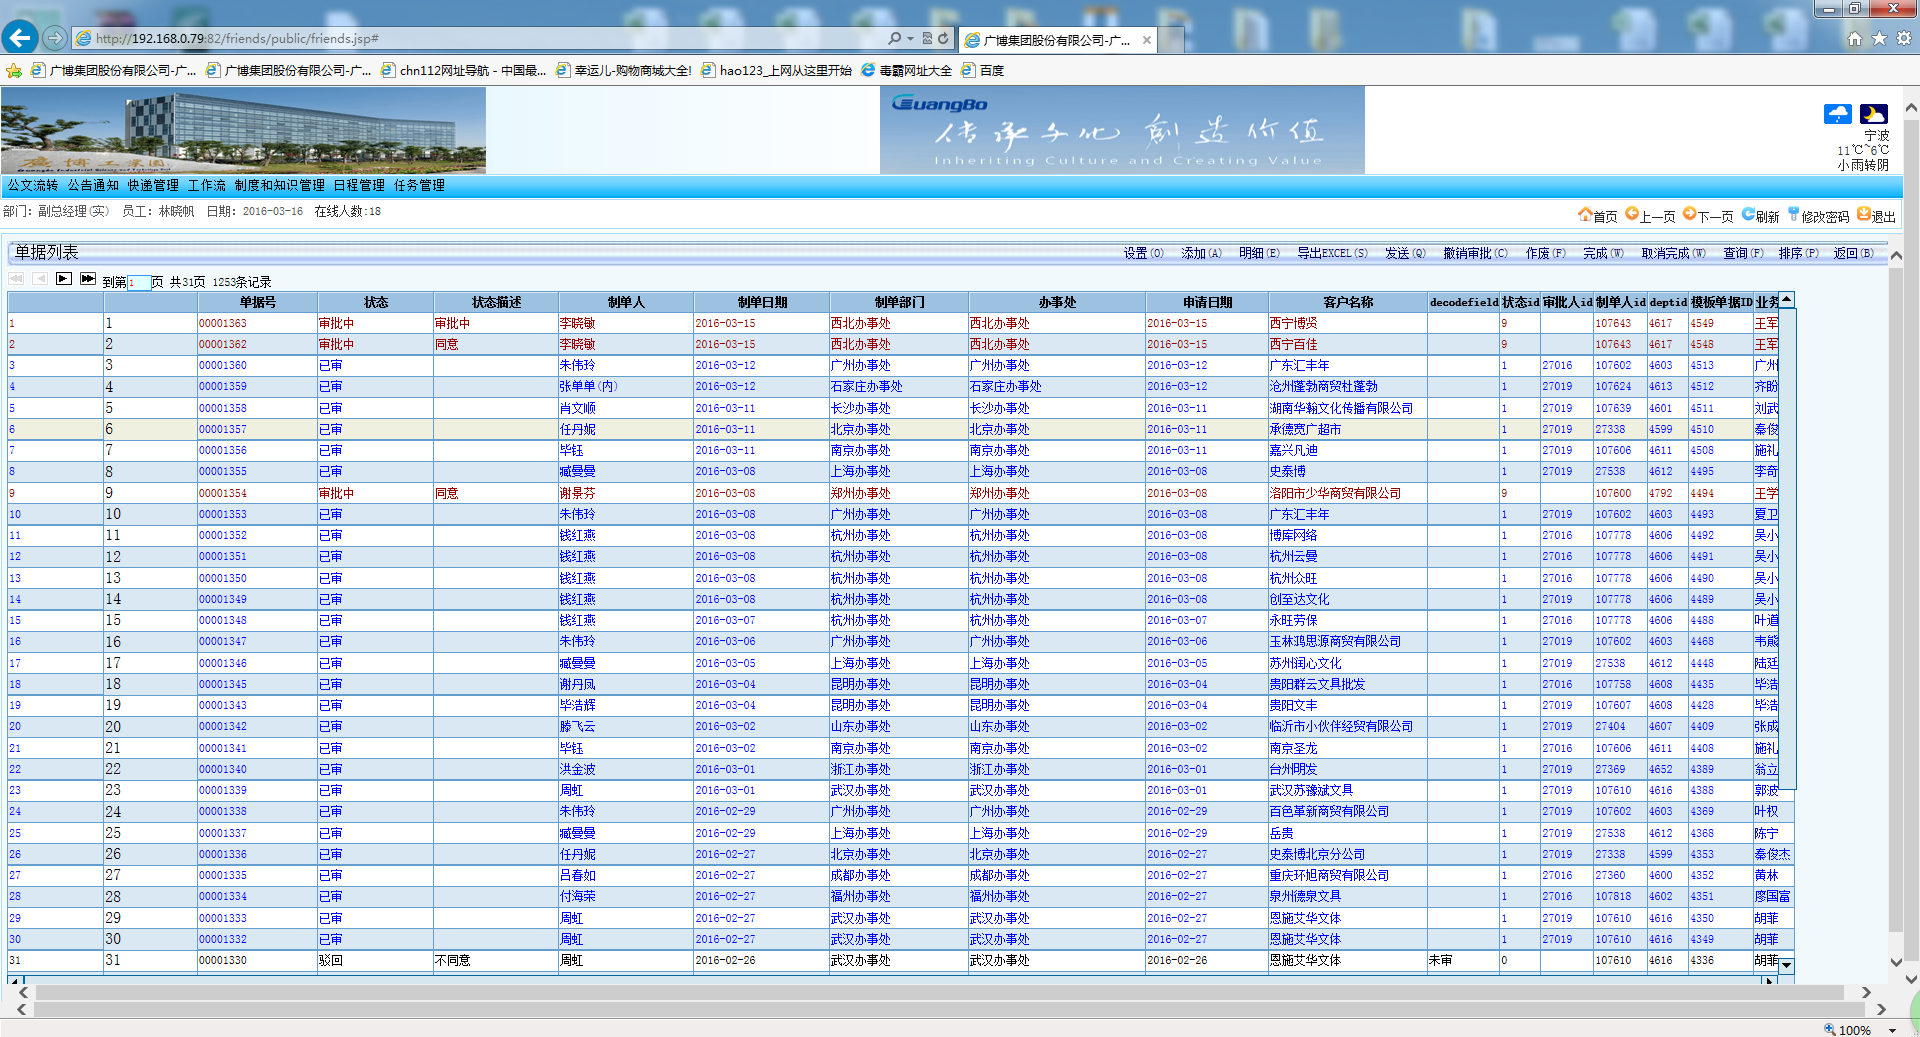 http://192.168.0.79:82/friends/public/friends.jsp#
广博集团股份有限公司-广...
广博集团股份有限公司-广... 广博集团股份有限公司-广... chn112网址导航 - 中国最... 幸运儿-购物商城大全! hao123_上网从这里开始 毒霸网址大全 百度
GuangBo
传承文化 创造价值
Inheriting Culture and Creating Value
宁波
11℃~6℃
小雨转阴
公文流转 公告通知 快递管理 工作流 制度和知识管理 日程管理 任务管理
部门: 副总经理(实) 员工: 林晓帆 日期: 2016-03-16 在线人数:18
首页 上一页 下一页 刷新 修改密码 退出
单据列表
设置(O) 添加(A) 明细(E) 导出EXCEL(S) 发送(Q) 撤销审批(C) 作废(F) 完成(W) 取消完成(W) 查询(F) 排序(P) 返回(B)
到第1页 共31页 1253条记录
单据号 状态 状态描述 制单人 制单日期 制单部门 办事处 申请日期 客户名称 decodefield 状态id 审批人id 制单人id deptid 模板单据ID 业务
1 1 00001363 审批中 审批中 李晓敏 2016-03-15 西北办事处 西北办事处 2016-03-15 西宁博贤 9 107643 4617 4549 王军
2 2 00001362 审批中 同意 李晓敏 2016-03-15 西北办事处 西北办事处 2016-03-15 西宁百佳 9 107643 4617 4548 王军
3 3 00001360 已审 朱伟玲 2016-03-12 广州办事处 广州办事处 2016-03-12 广东汇丰年 1 27016 107602 4603 4513 广州
4 4 00001359 已审 张单单(内) 2016-03-12 石家庄办事处 石家庄办事处 2016-03-12 沧州蓬勃商贸杜蓬勃 1 27019 107624 4613 4512 齐盼
5 5 00001358 已审 肖文顺 2016-03-11 长沙办事处 长沙办事处 2016-03-11 湖南华瀚文化传播有限公司 1 27019 107639 4601 4511 刘武
6 6 00001357 已审 任丹妮 2016-03-11 北京办事处 北京办事处 2016-03-11 承德宽广超市 1 27019 27338 4599 4510 秦俊
7 7 00001356 已审 毕钰 2016-03-11 南京办事处 南京办事处 2016-03-11 嘉兴凡迪 1 27019 107606 4611 4508 施礼
8 8 00001355 已审 臧曼曼 2016-03-08 上海办事处 上海办事处 2016-03-08 史泰博 1 27019 27538 4612 4495 李奇
9 9 00001354 审批中 同意 谢景芬 2016-03-08 郑州办事处 郑州办事处 2016-03-08 洛阳市少华商贸有限公司 9 107600 4792 4494 王学
10 10 00001353 已审 朱伟玲 2016-03-08 广州办事处 广州办事处 2016-03-08 广东汇丰年 1 27019 107602 4603 4493 夏卫
11 11 00001352 已审 钱红燕 2016-03-08 杭州办事处 杭州办事处 2016-03-08 博库网络 1 27016 107778 4606 4492 吴小
12 12 00001351 已审 钱红燕 2016-03-08 杭州办事处 杭州办事处 2016-03-08 杭州云曼 1 27016 107778 4606 4491 吴小
13 13 00001350 已审 钱红燕 2016-03-08 杭州办事处 杭州办事处 2016-03-08 杭州众旺 1 27016 107778 4606 4490 吴小
14 14 00001349 已审 钱红燕 2016-03-08 杭州办事处 杭州办事处 2016-03-08 创至达文化 1 27019 107778 4606 4489 吴小
15 15 00001348 已审 钱红燕 2016-03-07 杭州办事处 杭州办事处 2016-03-07 永旺劳保 1 27016 107778 4606 4488 叶道
16 16 00001347 已审 朱伟玲 2016-03-06 广州办事处 广州办事处 2016-03-06 玉林鸿思源商贸有限公司 1 27019 107602 4603 4468 韦熊
17 17 00001346 已审 臧曼曼 2016-03-05 上海办事处 上海办事处 2016-03-05 苏州润心文化 1 27019 27538 4612 4448 陆廷
18 18 00001345 已审 谢丹凤 2016-03-04 昆明办事处 昆明办事处 2016-03-04 贵阳群云文具批发 1 27016 107758 4608 4435 毕浩
19 19 00001343 已审 毕浩辉 2016-03-04 昆明办事处 昆明办事处 2016-03-04 贵阳文丰 1 27019 107607 4608 4428 毕浩
20 20 00001342 已审 滕飞云 2016-03-02 山东办事处 山东办事处 2016-03-02 临沂市小伙伴经贸有限公司 1 27019 27404 4607 4409 张成
21 21 00001341 已审 毕钰 2016-03-02 南京办事处 南京办事处 2016-03-02 南京圣龙 1 27016 107606 4611 4408 施礼
22 22 00001340 已审 洪金波 2016-03-01 浙江办事处 浙江办事处 2016-03-01 台州明发 1 27019 27369 4652 4389 翁立
23 23 00001339 已审 周虹 2016-03-01 武汉办事处 武汉办事处 2016-03-01 武汉苏豫斌文具 1 27019 107610 4616 4388 郭波
24 24 00001338 已审 朱伟玲 2016-02-29 广州办事处 广州办事处 2016-02-29 百色革新商贸有限公司 1 27019 107602 4603 4369 叶权
25 25 00001337 已审 臧曼曼 2016-02-29 上海办事处 上海办事处 2016-02-29 岳贵 1 27019 27538 4612 4368 陈宁
26 26 00001336 已审 任丹妮 2016-02-27 北京办事处 北京办事处 2016-02-27 史泰博北京分公司 1 27019 27338 4599 4353 秦俊杰
27 27 00001335 已审 吕春如 2016-02-27 成都办事处 成都办事处 2016-02-27 重庆环旭商贸有限公司 1 27016 27360 4600 4352 黄林
28 28 00001334 已审 付海荣 2016-02-27 福州办事处 福州办事处 2016-02-27 泉州德泉文具 1 27016 107818 4602 4351 廖国富
29 29 00001333 已审 周虹 2016-02-27 武汉办事处 武汉办事处 2016-02-27 恩施艾华文体 1 27019 107610 4616 4350 胡菲
30 30 00001332 已审 周虹 2016-02-27 武汉办事处 武汉办事处 2016-02-27 恩施艾华文体 1 27019 107610 4616 4349 胡菲
31 31 00001330 驳回 不同意 周虹 2016-02-26 武汉办事处 武汉办事处 2016-02-26 恩施艾华文体 未审 0 107610 4616 4336 胡菲
100%